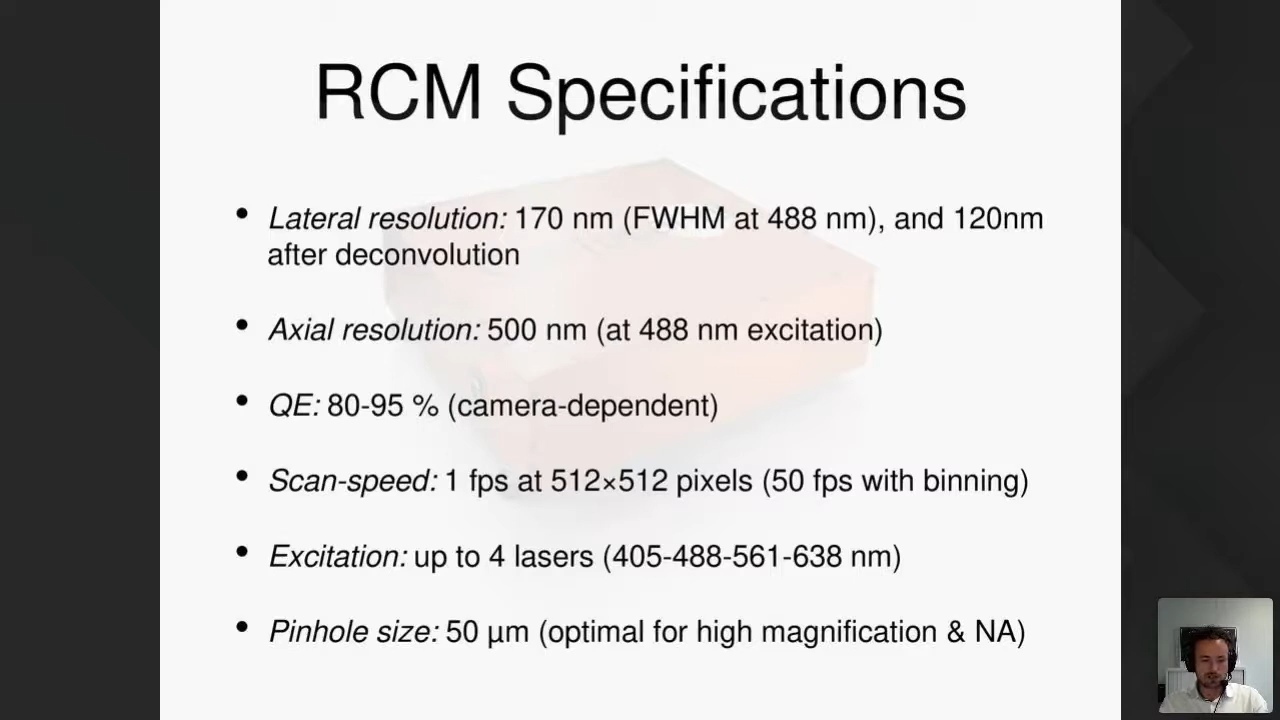 RCM Specifications
• Lateral resolution: 170 nm (FWHM at 488 nm), and 120nm
after deconvolution
• Axial resolution: 500 nm (at 488 nm excitation)
• QE: 80-95 % (camera-dependent)
• Scan-speed: 1 fps at 512×512 pixels (50 fps with binning)
• Excitation: up to 4 lasers (405-488-561-638 nm)
• Pinhole size: 50 µm (optimal for high magnification & NA)